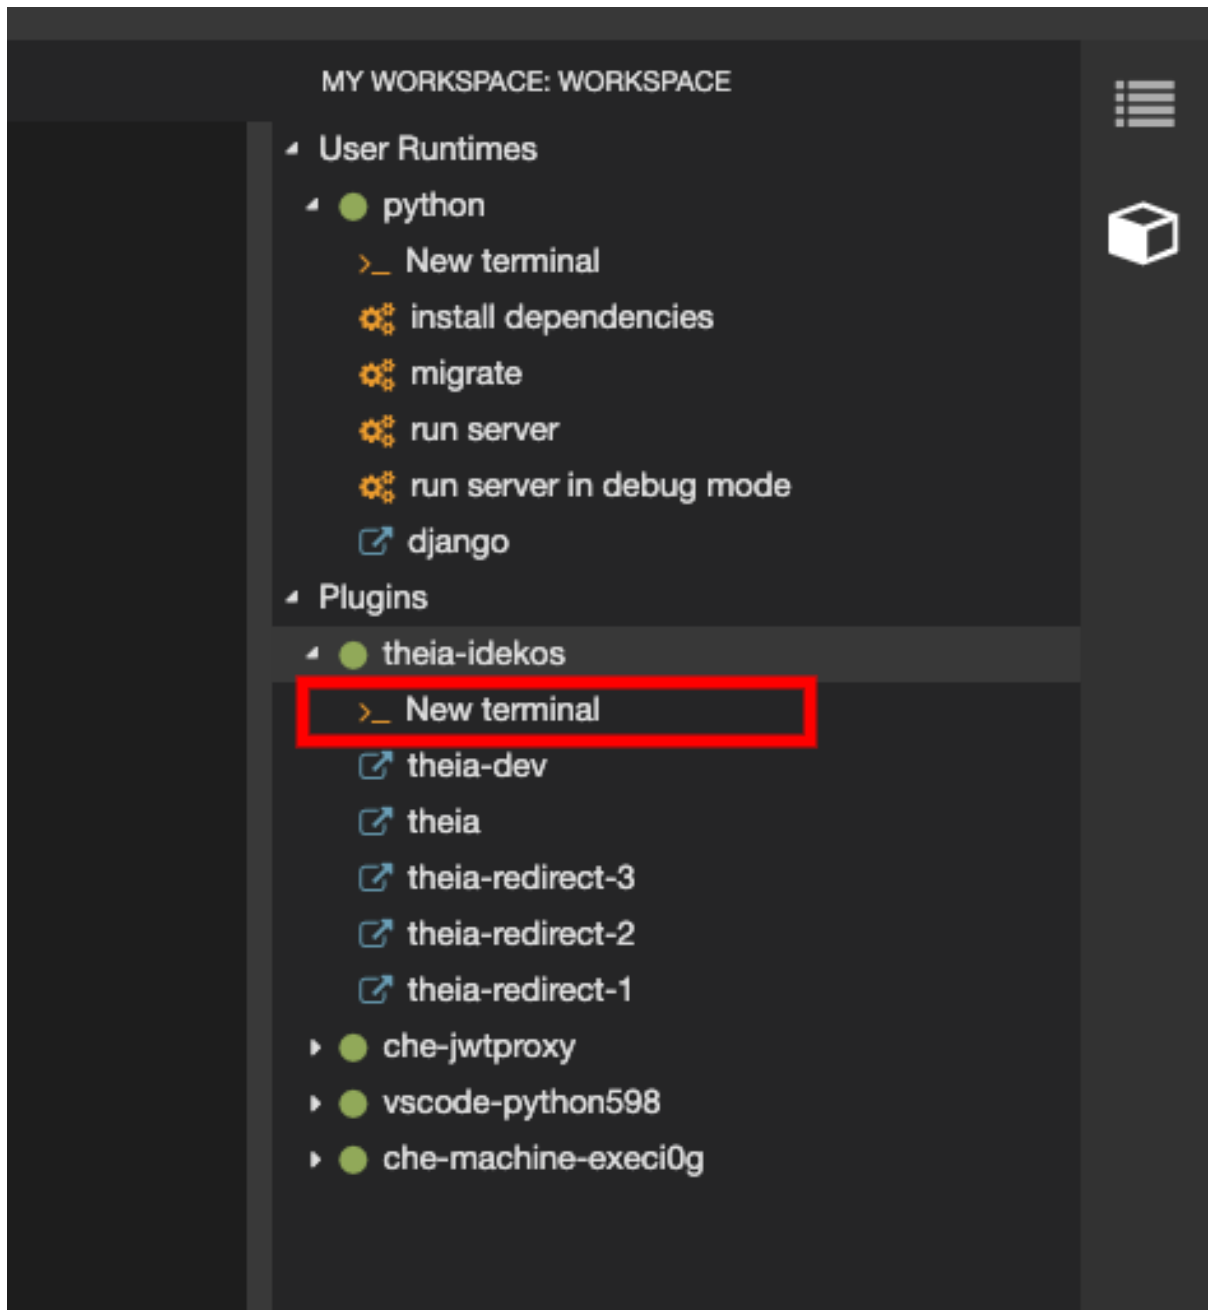 MY WORKSPACE: WORKSPACE
User Runtimes
python
>_ New terminal
install dependencies
migrate
run server
run server in debug mode
django
Plugins
theia-idekos
>_ New terminal
theia-dev
theia
theia-redirect-3
theia-redirect-2
theia-redirect-1
che-jwtproxy
vscode-python598
che-machine-execi0g